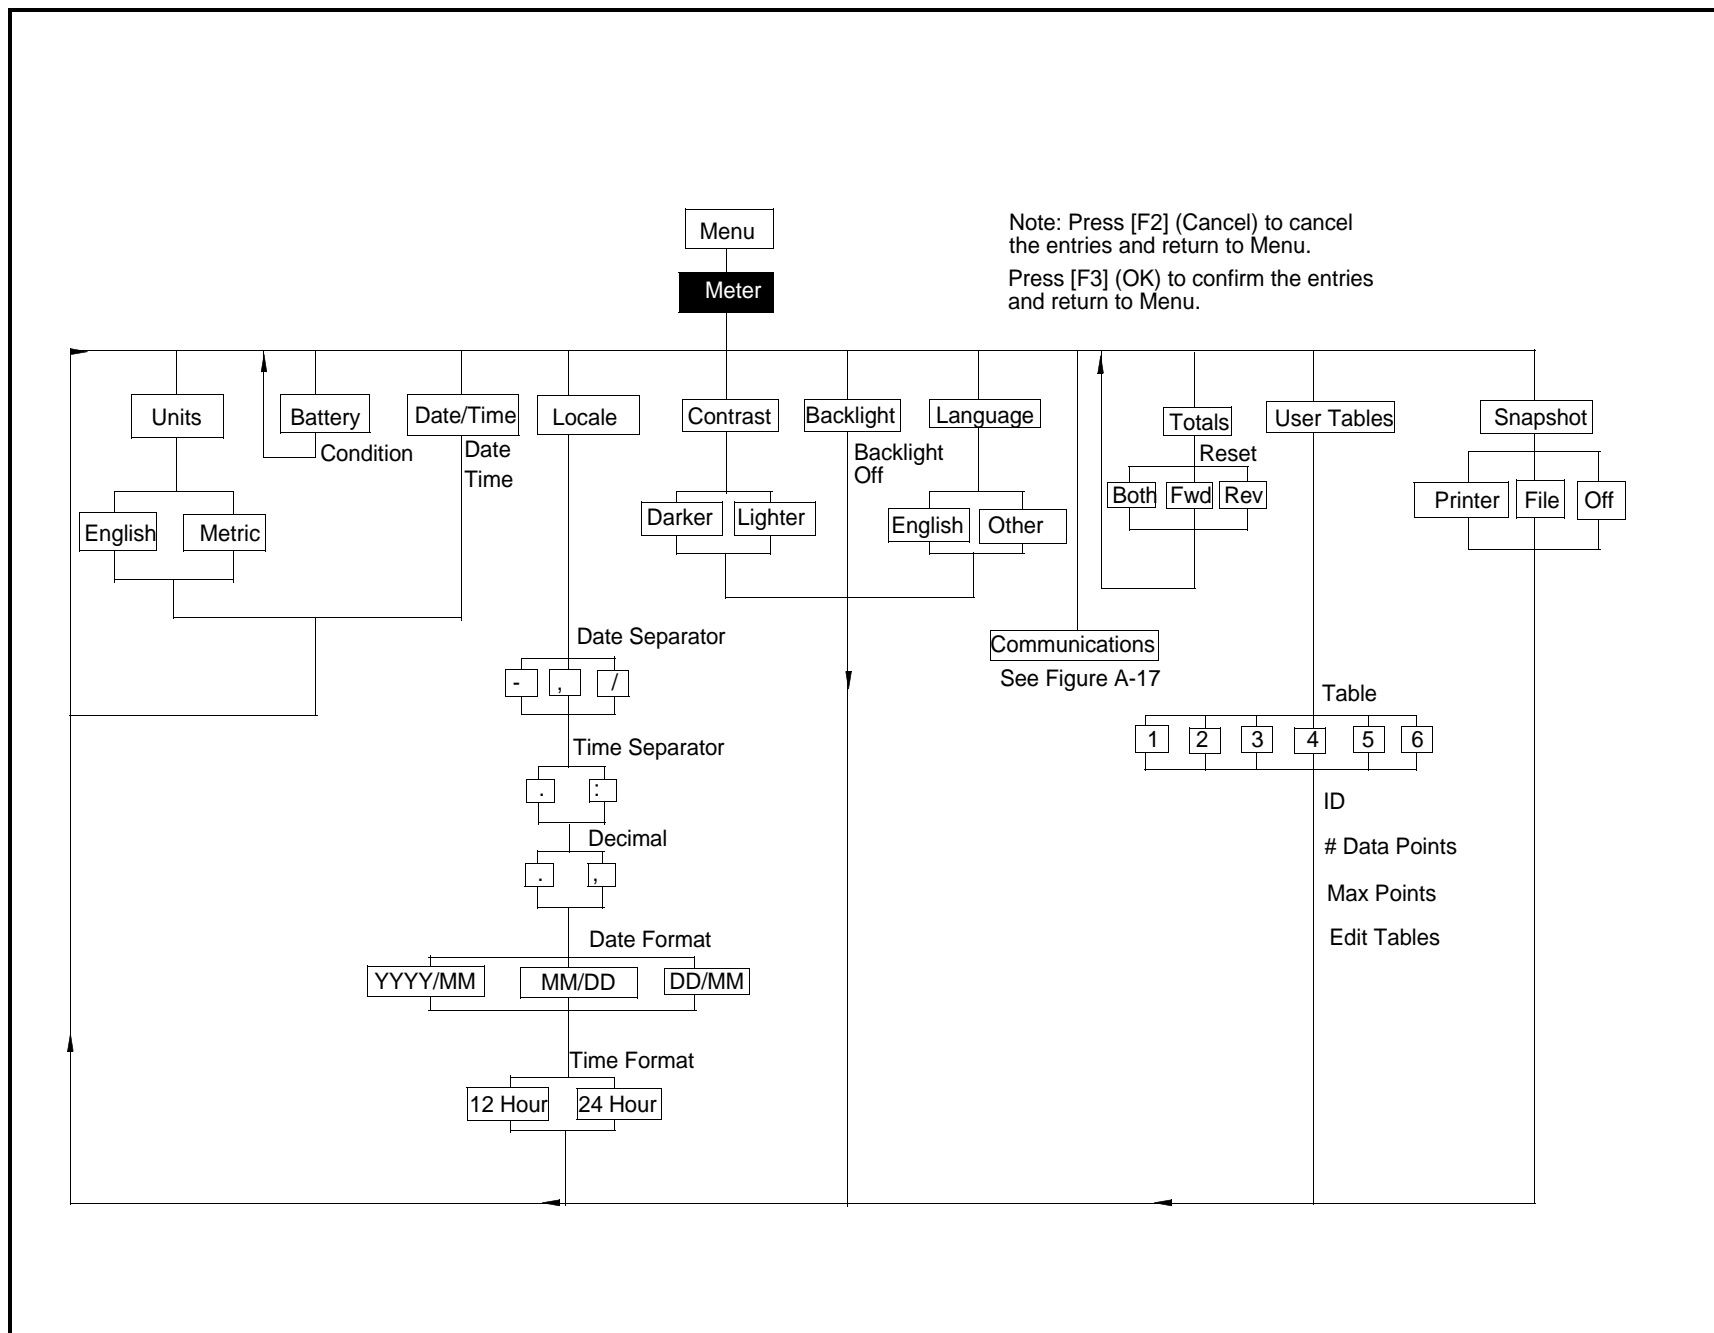 Menu
Note: Press [F2] (Cancel) to cancel
the entries and return to Menu.
Press [F3] (OK) to confirm the entries
and return to Menu.
Meter
Units
Battery
Date/Time
Locale
Contrast
Backlight
Language
Totals
User Tables
Snapshot
Condition
Date
Time
Backlight
Off
Reset
English
Metric
Darker
Lighter
English
Other
Both
Fwd
Rev
Printer
File
Off
Communications
See Figure A-17
Date Separator
-
,
/
Time Separator
.
:
Decimal
.
,
Date Format
YYYY/MM
MM/DD
DD/MM
Time Format
12 Hour
24 Hour
Table
1
2
3
4
5
6
ID
# Data Points
Max Points
Edit Tables